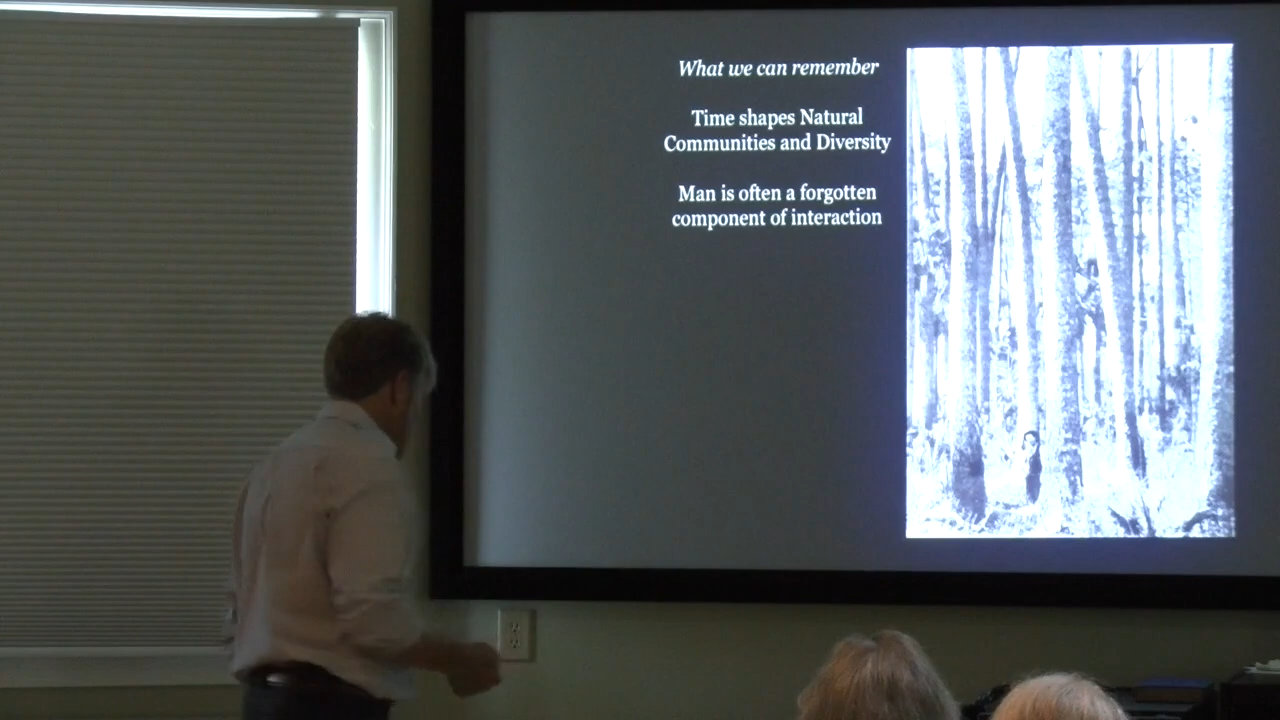 What we can remember
Time shapes Natural
Communities and Diversity
Man is often a forgotten
component of interaction